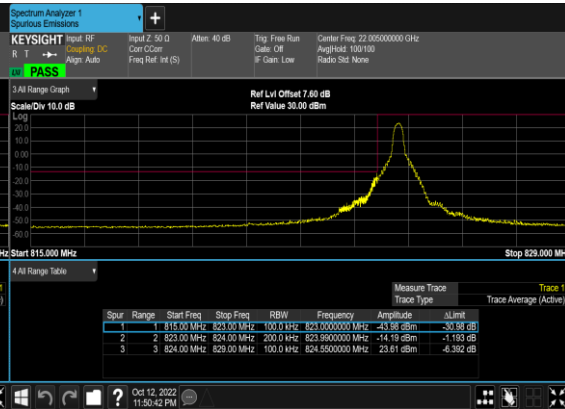 Spectrum Analyzer 1
Spurious Emissions
+
KEYSIGHT Input: RF Input Z: 50 Ω Atten: 40 dB Trig: Free Run Center Freq: 22.005000000 GHz
R T Coupling: DC Corr CCorr Gate: Off Avg|Hold: 100/100
Align: Auto Freq Ref: Int (S) IF Gain: Low Radio Std: None
PASS
3 All Range Graph
Ref Lvl Offset 7.60 dB
Scale/Div 10.0 dB Ref Value 30.00 dBm
Log
20.0
10.0
0.00
-10.0
-20.0
-30.0
-40.0
-50.0
-60.0
Hz Start 815.000 MHz Stop 829.000 MH
4 All Range Table
Measure Trace Trace 1
Trace Type Trace Average (Active)
Spur Range Start Freq Stop Freq RBW Frequency Amplitude ΔLimit
1 1 815.00 MHz 823.00 MHz 100.0 kHz 823.0000000 MHz -43.98 dBm -30.98 dB
2 2 823.00 MHz 824.00 MHz 200.0 kHz 823.9900000 MHz -14.19 dBm -1.193 dB
3 3 824.00 MHz 829.00 MHz 100.0 kHz 824.5500000 MHz 23.61 dBm -6.392 dB
? Oct 12, 2022
11:50:42 PM